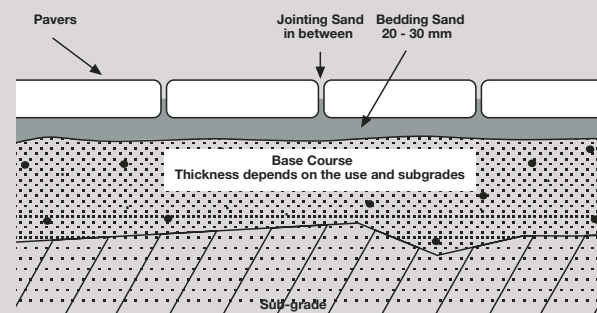 Pavers
Jointing Sand
in between
Bedding Sand
20 - 30 mm
Base Course
Thickness depends on the use and subgrades
Sub-grade